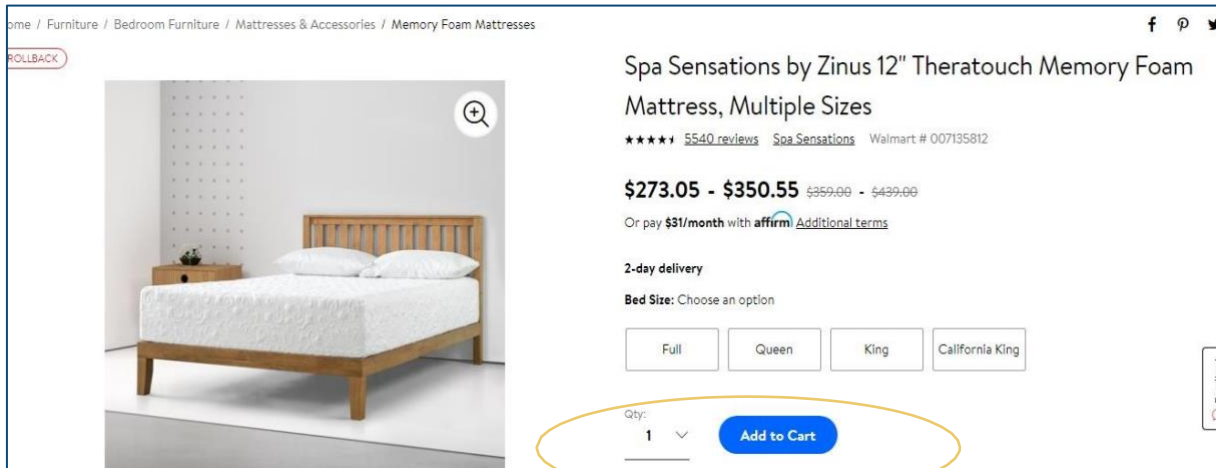 ome / Furniture / Bedroom Furniture / Mattresses & Accessories / Memory Foam Mattresses
ROLLBACK
Spa Sensations by Zinus 12" Theratouch Memory Foam
Mattress, Multiple Sizes
5540 reviews Spa Sensations Walmart # 007135812
$273.05 - $350.55 $359.00 - $439.00
Or pay $31/month with affirm Additional terms
2-day delivery
Bed Size: Choose an option
Full Queen King California King
Qty:
1 Add to Cart